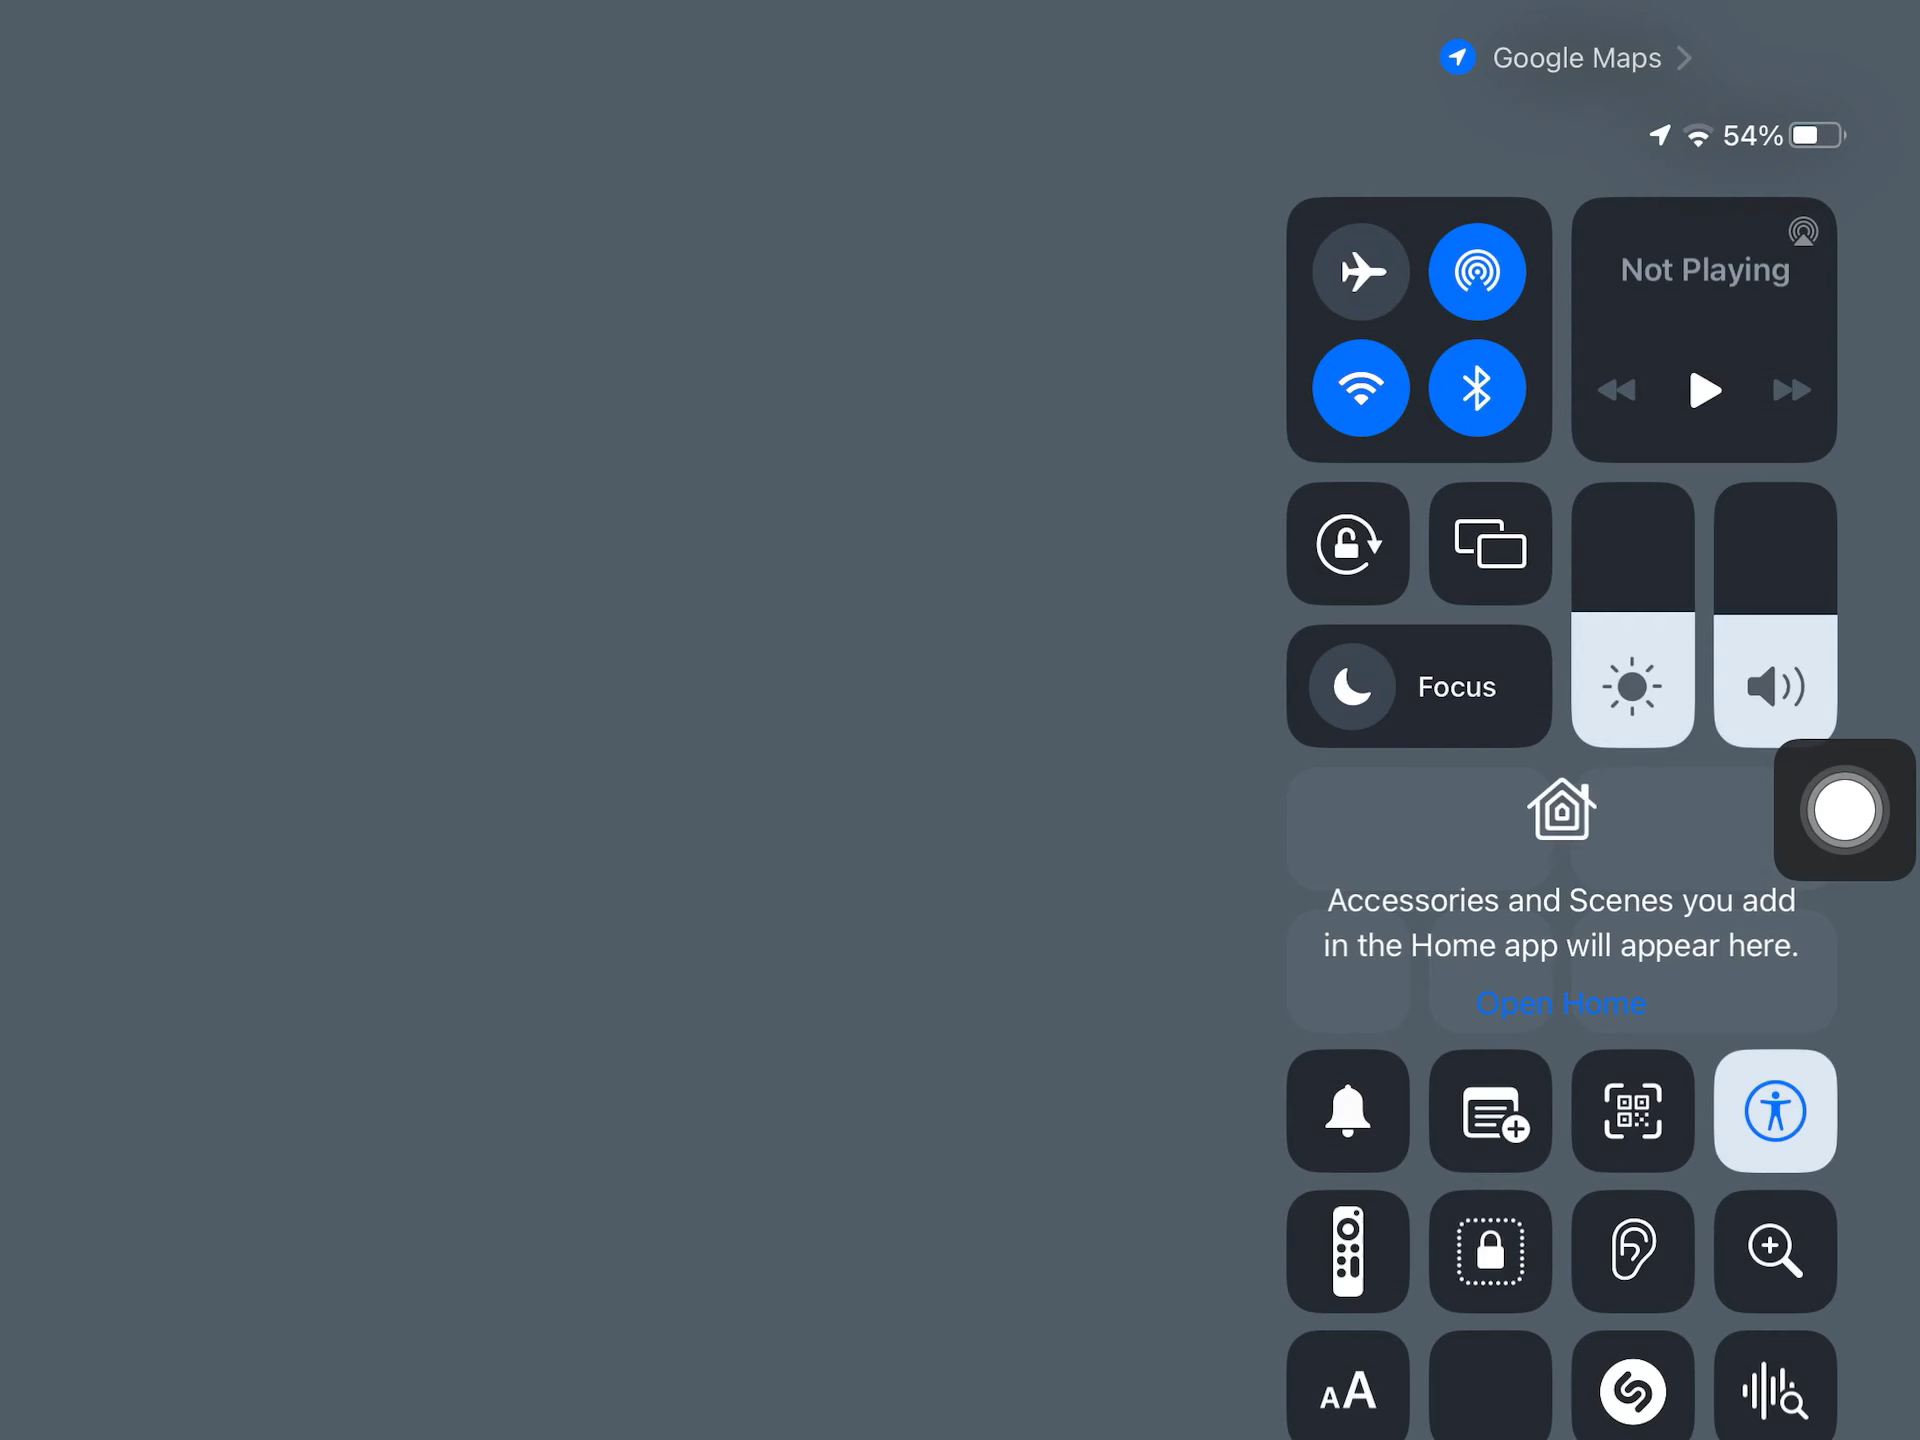 Google Maps
54%
Not Playing
Focus
Accessories and Scenes you add
in the Home app will appear here.
Open Home
AA